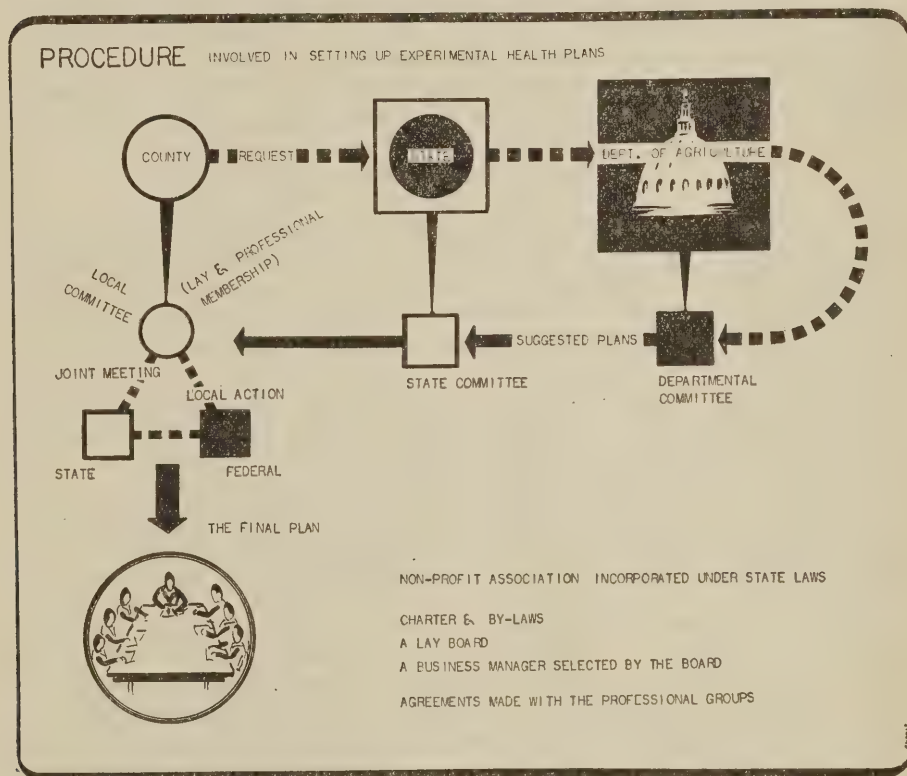 PROCEDURE INVOLVED IN SETTING UP EXPERIMENTAL HEALTH PLANS
COUNTY
REQUEST
STATE
DEPT. OF AGRICULTURE
LOCAL
COMMITTEE
(LAY & PROFESSIONAL
MEMBERSHIP)
SUGGESTED PLANS
STATE COMMITTEE
DEPARTMENTAL
COMMITTEE
JOINT MEETING
LOCAL ACTION
STATE
FEDERAL
THE FINAL PLAN
NON-PROFIT ASSOCIATION INCORPORATED UNDER STATE LAWS
CHARTER & BY-LAWS
A LAY BOARD
A BUSINESS MANAGER SELECTED BY THE BOARD
AGREEMENTS MADE WITH THE PROFESSIONAL GROUPS